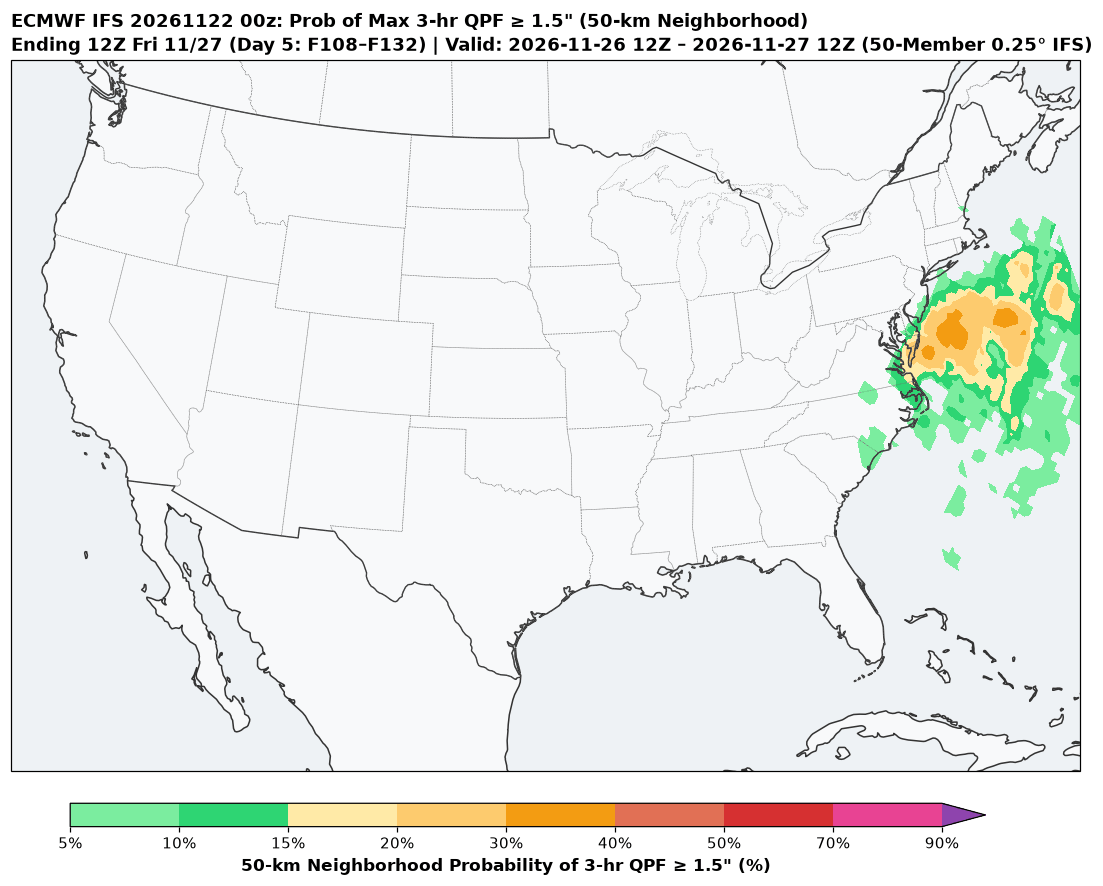 ECMWF IFS 20261122 00z: Prob of Max 3-hr QPF ≥ 1.5" (50-km Neighborhood)
Ending 12Z Fri 11/27 (Day 5: F108–F132) | Valid: 2026-11-26 12Z – 2026-11-27 12Z (50-Member 0.25° IFS)
5% 10% 15% 20% 30% 40% 50% 70% 90%
50-km Neighborhood Probability of 3-hr QPF ≥ 1.5" (%)